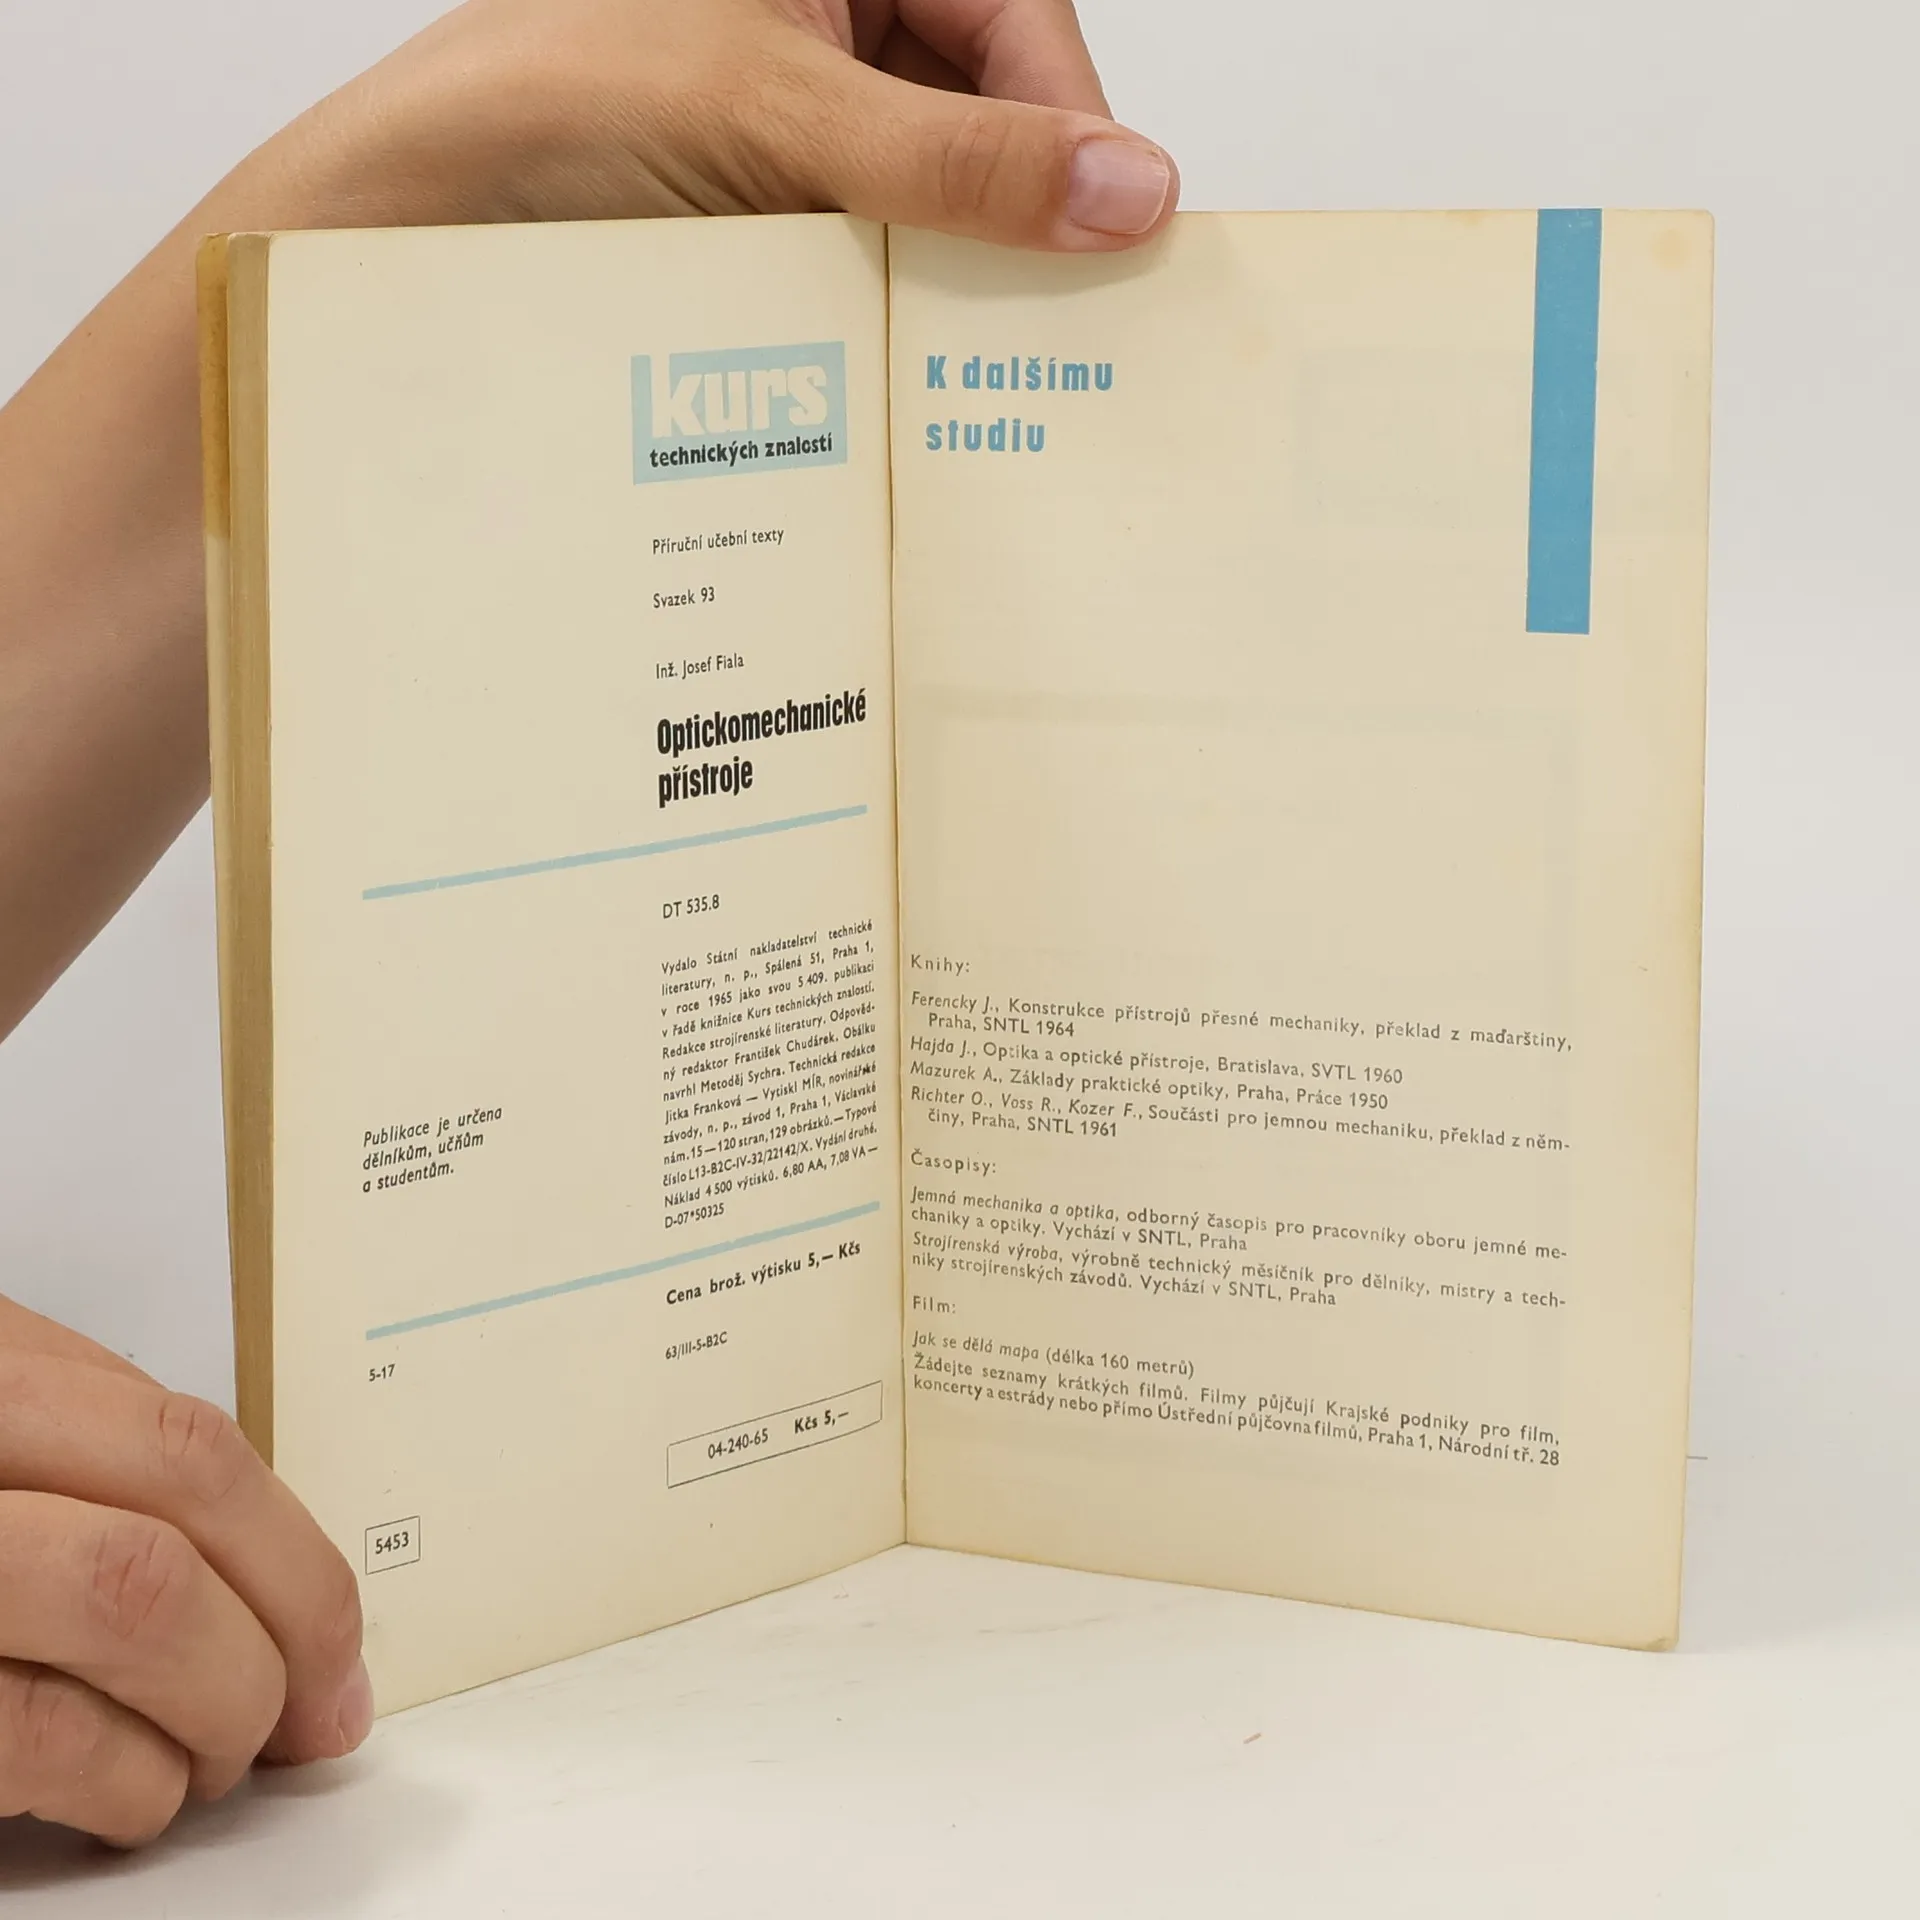 kurs
technických znalostí
Příruční učební texty
Svazek 93
Inž. Josef Fiala
Optickomechanické
přístroje
DT 535.8
Vydalo Státní nakladatelství technické
literatury, n. p., Spálená 51, Praha 1,
v roce 1965 jako svou 5 409. publikaci
v řadě knižnice Kurs technických znalostí.
Redakce strojírenské literatury. Odpověd-
ný redaktor František Chudárek. Obálku
navrhl Metoděj Sychra. Technická redakce
Jitka Franková — Vytiskl MÍR, novinářské
závody, n. p., závod 1, Praha 1, Václavské
nám. 15 — 120 stran, 129 obrázků. — Typové
číslo L13-B2C-IV-32/22142/X. Vydání druhé.
Náklad 4 500 výtisků. 6,80 AA, 7,08 VA —
D-07*50325
Publikace je určena
dělníkům, učňům
a studentům.
Cena brož. výtisku 5,— Kčs
5-17
63/III-5-B2C
04-240-65 Kčs 5,—
5453
K dalšímu
studiu
Knihy:
Ferencky J., Konstrukce přístrojů přesné mechaniky, překlad z maďarštiny,
Praha, SNTL 1964
Hajda J., Optika a optické přístroje, Bratislava, SVTL 1960
Mazurek A., Základy praktické optiky, Praha, Práce 1950
Richter O., Voss R., Kozer F., Součásti pro jemnou mechaniku, překlad z něm-
činy, Praha, SNTL 1961
Časopisy:
Jemná mechanika a optika, odborný časopis pro pracovníky oboru jemné me-
chaniky a optiky. Vychází v SNTL, Praha
Strojírenská výroba, výrobně technický měsíčník pro dělníky, mistry a tech-
niky strojírenských závodů. Vychází v SNTL, Praha
Film:
Jak se dělá mapa (délka 160 metrů)
Žádejte seznamy krátkých filmů. Filmy půjčují Krajské podniky pro film,
koncerty a estrády nebo přímo Ústřední půjčovna filmů, Praha 1, Národní tř. 28